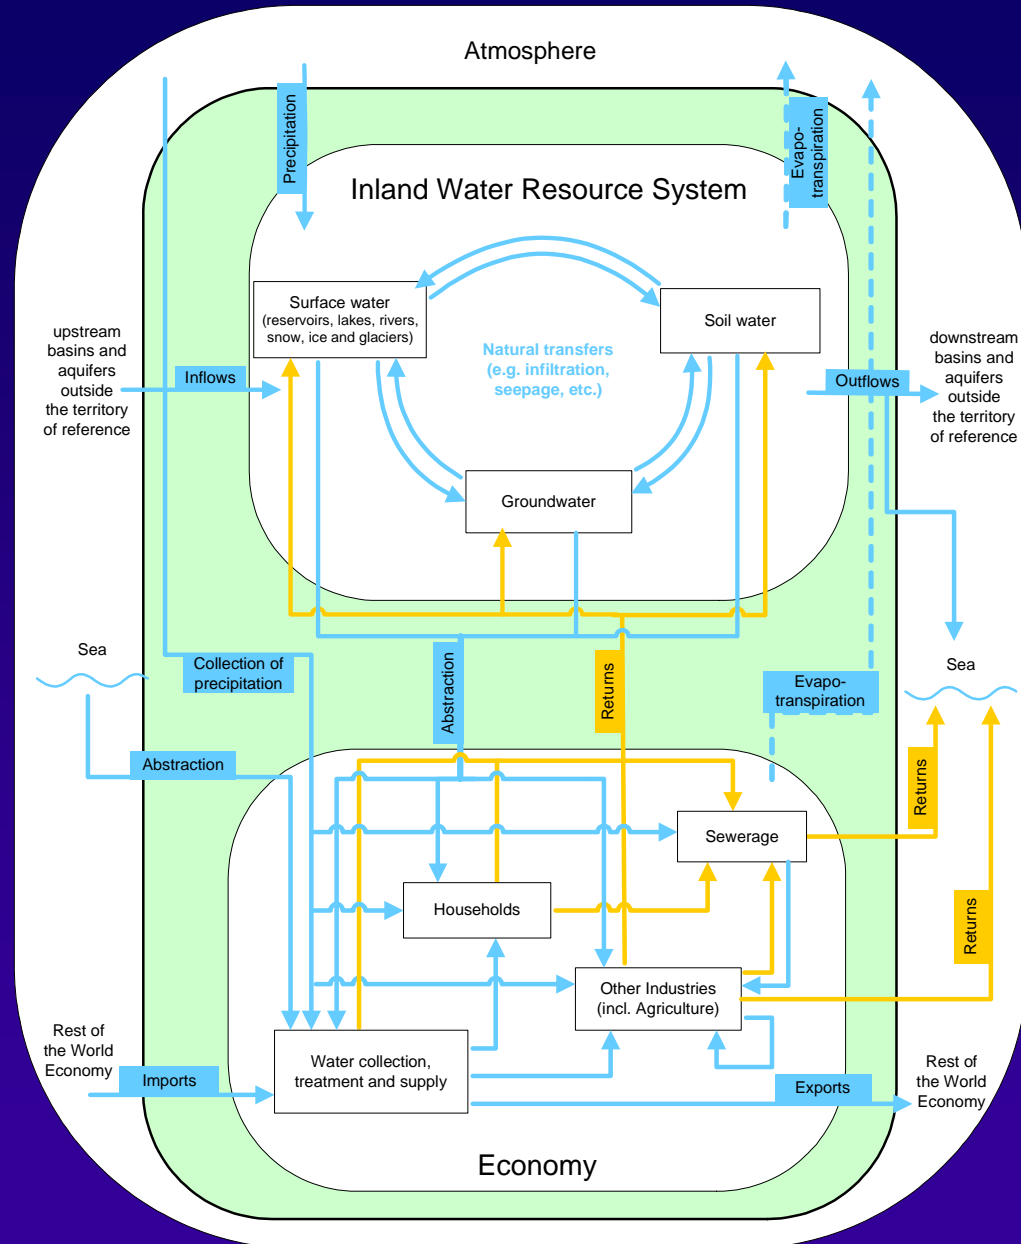 Atmosphere
Precipitation
Evapo-
transpiration
Inland Water Resource System
Surface water
(reservoirs, lakes, rivers,
snow, ice and glaciers)
Soil water
Natural transfers
(e.g. infiltration,
seepage, etc.)
upstream
basins and
aquifers
outside
the territory
of reference
Inflows
Outflows
downstream
basins and
aquifers
outside
the territory
of reference
Groundwater
Sea
Collection of
precipitation
Abstraction
Returns
Evapo-
transpiration
Sea
Abstraction
Returns
Sewerage
Households
Returns
Other Industries
(incl. Agriculture)
Rest of
the World
Economy
Imports
Water collection,
treatment and supply
Exports
Rest of
the World
Economy
Economy